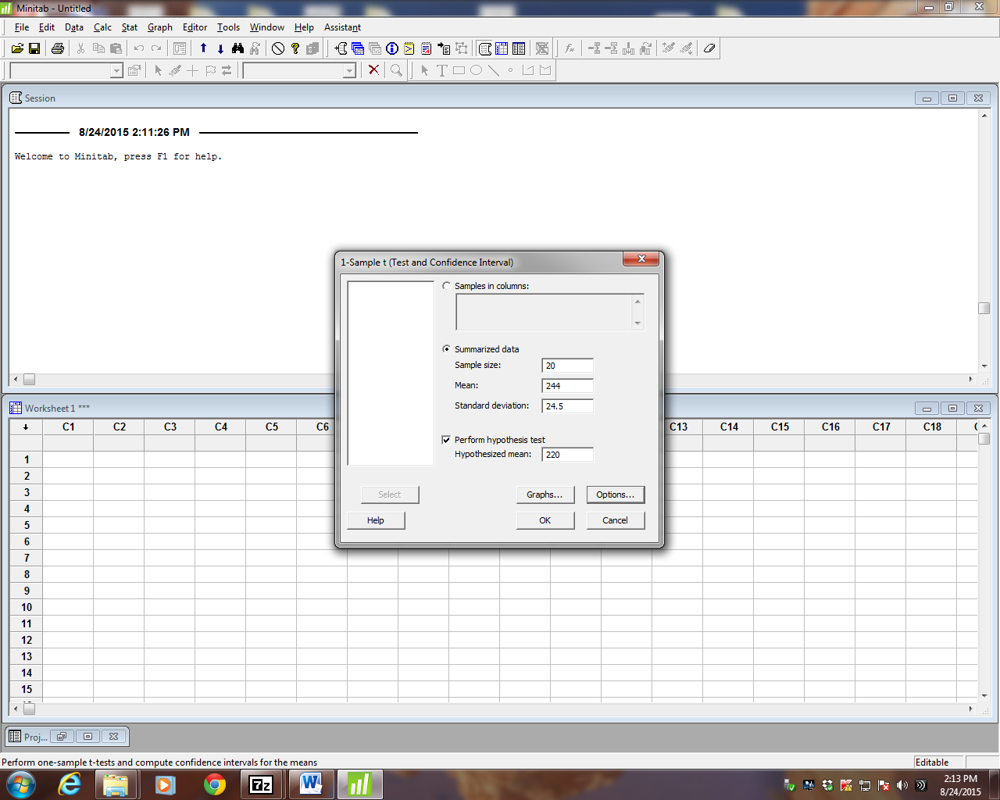 Minitab - Untitled
File Edit Data Calc Stat Graph Editor Tools Window Help Assistant
Session
8/24/2015 2:11:26 PM
Welcome to Minitab, press F1 for help.
1-Sample t (Test and Confidence Interval)
Samples in columns:
Summarized data
Sample size: 20
Mean: 244
Standard deviation: 24.5
Perform hypothesis test
Hypothesized mean: 220
Select Graphs... Options...
Help OK Cancel
Worksheet 1 ***
C1 C2 C3 C4 C5 C6 C13 C14 C15 C16 C17 C18
1
2
3
4
5
6
7
8
9
10
11
12
13
14
15
Proj...
Perform one-sample t-tests and compute confidence intervals for the means Editable
7z
W
2:13 PM
8/24/2015